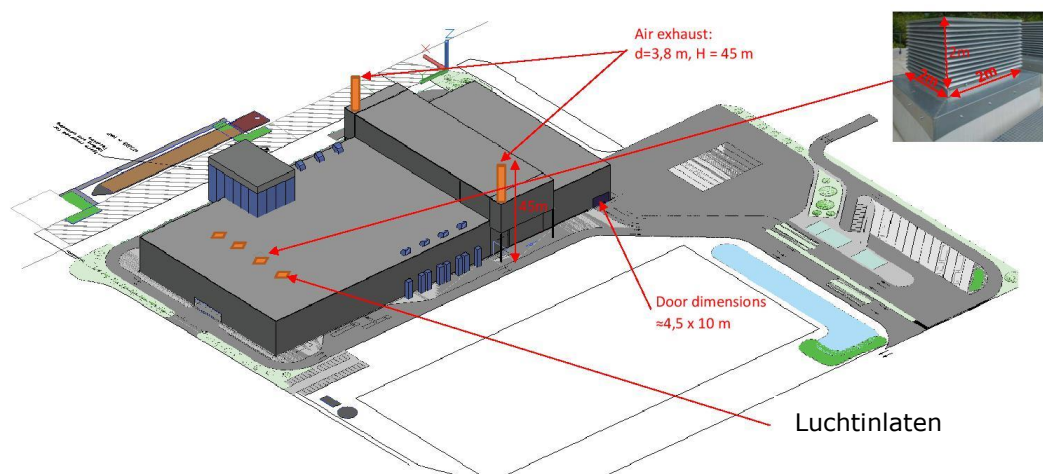 Air exhaust:
d=3,8 m, H = 45 m
2m
2m
2m
X
Z
45m
Door dimensions
≈4,5 x 10 m
Luchtinlaten